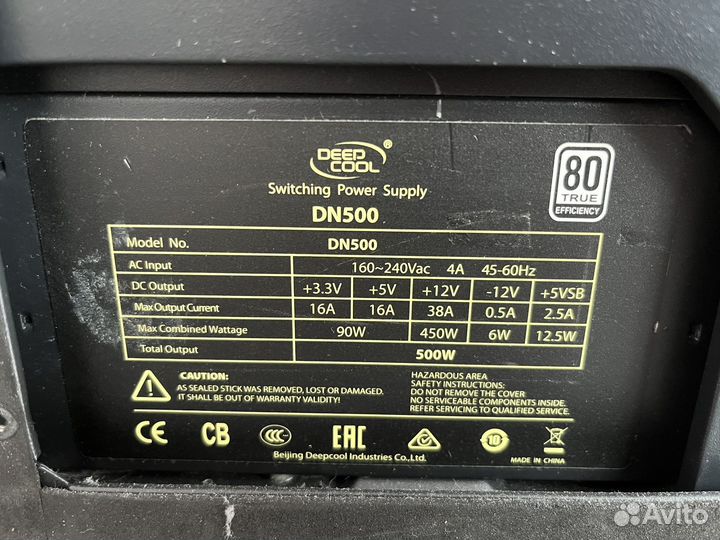 DEEP
COOL ®
Switching Power Supply
DN500
80
TRUE
EFFICIENCY
Model No. DN500
AC Input 160~240Vac 4A 45-60Hz
DC Output +3.3V +5V +12V -12V +5VSB
Max Output Current 16A 16A 38A 0.5A 2.5A
Max Combined Wattage 90W 450W 6W 12.5W
Total Output 500W
CAUTION:
AS SEALED STICK WAS REMOVED, LOST OR DAMAGED.
IT SHALL BE OUT OF WARRANTY VALIDITY!
HAZARDOUS AREA
SAFETY INSTRUCTIONS:
DO NOT REMOVE THE COVER
NO SERVICEABLE COMPONENTS INSIDE.
REFER SERVICING TO QUALIFIED SERVICE.
CE CB CCC EAC 10
MADE IN CHINA
Beijing Deepcool Industries Co.,Ltd.
Avito